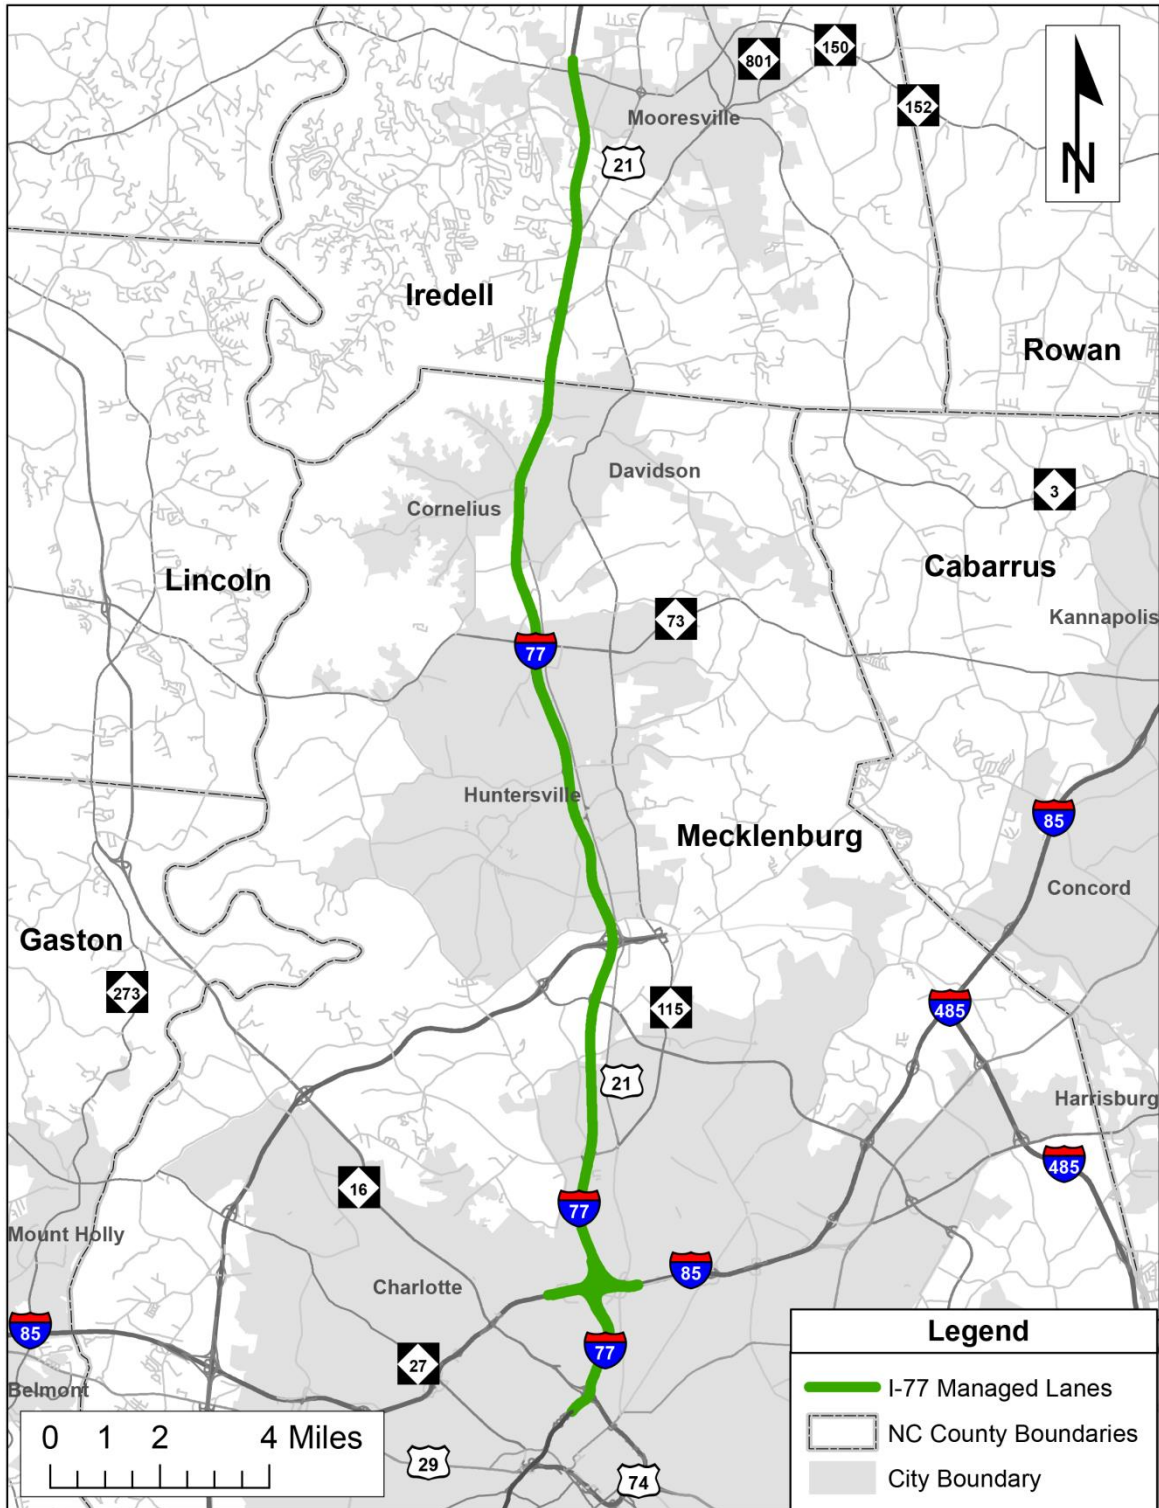 801
150
152
Mooresville
21
N
Iredell
Rowan
Davidson
3
Cornelius
Lincoln
Cabarrus
73
Kannapolis
77
Huntersville
85
Mecklenburg
Concord
Gaston
273
115
485
21
Harrisburg
485
16
77
Mount Holly
85
Charlotte
85
77
27
Belmont
29
74
0 1 2 4 Miles
Legend
I-77 Managed Lanes
NC County Boundaries
City Boundary